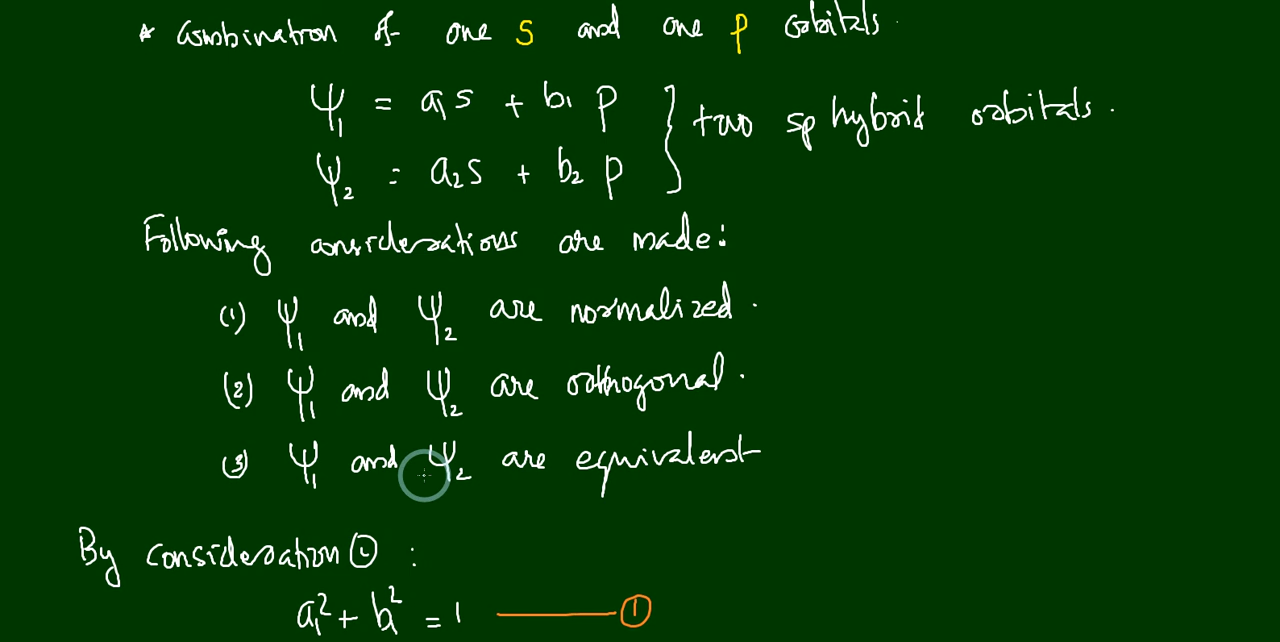 * Combination of one s and one p orbitals.
Ψ₁ = a₁s + b₁ p } two sp hybrid orbitals.
Ψ₂ = a₂s + b₂ p
Following considerations are made:
(1) Ψ₁ and Ψ₂ are normalized.
(2) Ψ₁ and Ψ₂ are orthogonal.
(3) Ψ₁ and Ψ₂ are equivalent
By consideration ① :
a₁² + b₁² = 1 ——— ①